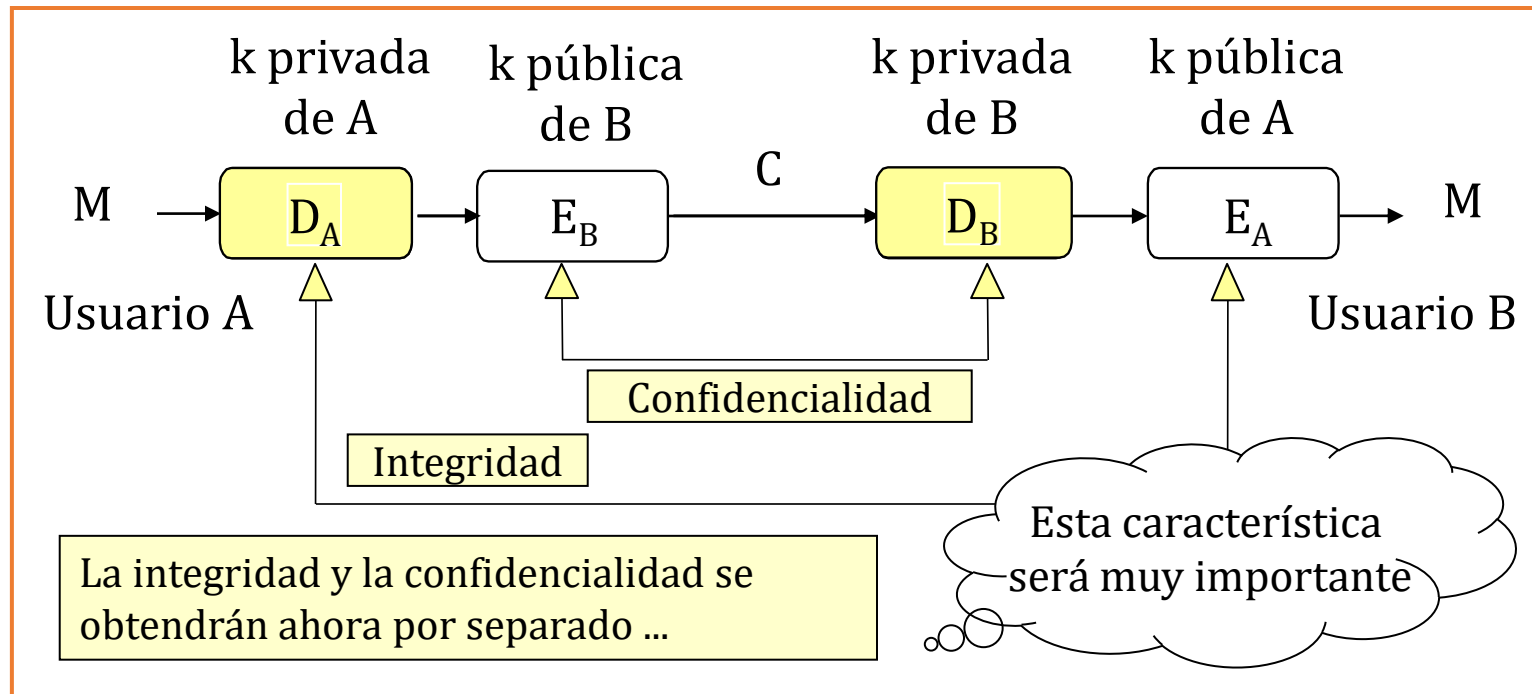 k privada
de A
k pública
de B
k privada
de B
k pública
de A
M
D_A
E_B
C
D_B
E_A
M
Usuario A
Usuario B
Confidencialidad
Integridad
Esta característica
será muy importante
La integridad y la confidencialidad se
obtendrán ahora por separado ...